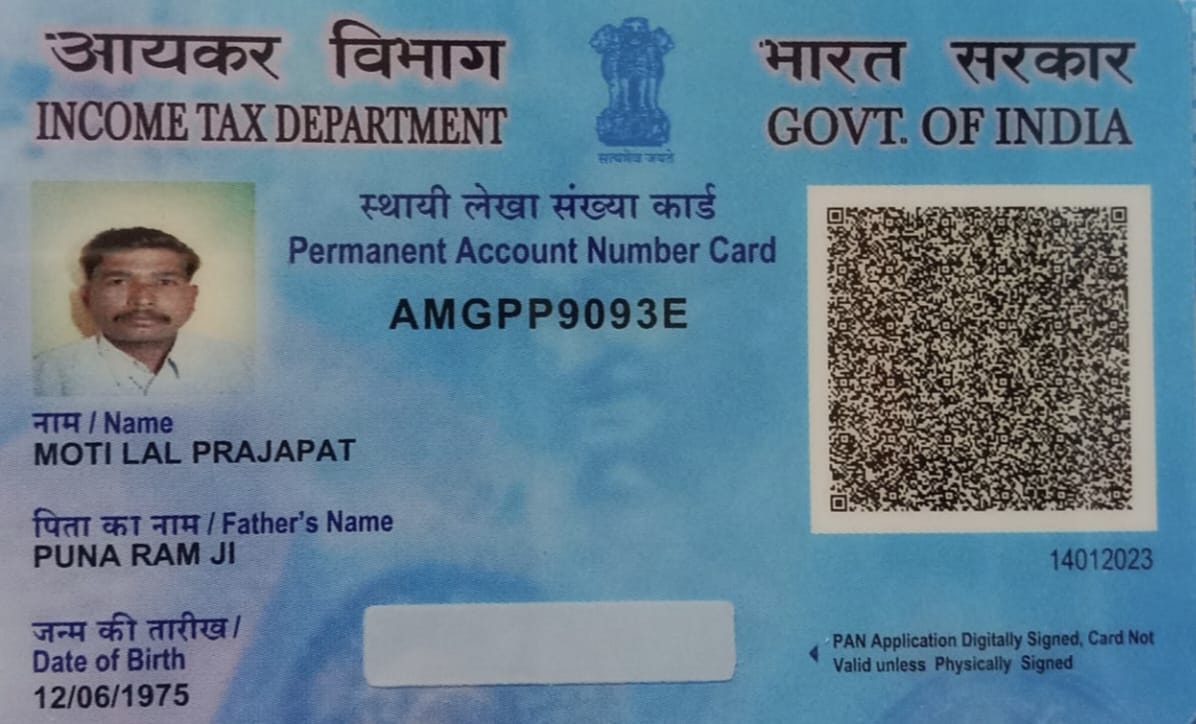 आयकर विभाग
INCOME TAX DEPARTMENT
सत्यमेव जयते
भारत सरकार
GOVT. OF INDIA
स्थायी लेखा संख्या कार्ड
Permanent Account Number Card
AMGPP9093E
नाम / Name
MOTI LAL PRAJAPAT
पिता का नाम / Father's Name
PUNA RAM JI
14012023
जन्म की तारीख /
Date of Birth
12/06/1975
PAN Application Digitally Signed, Card Not
Valid unless Physically Signed